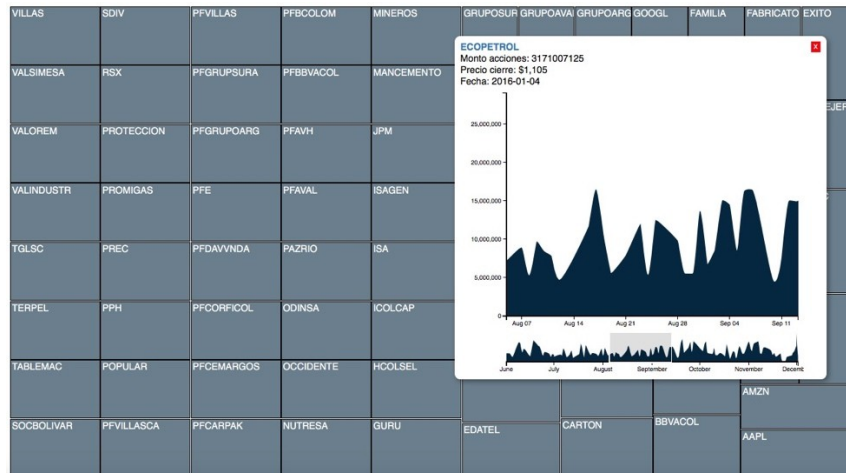 VILLAS SDIV PFVILLAS PFBCOLOM MINEROS GRUPOSUR GRUPOAVAI GRUPOARG GOOGL FAMILIA FABRICATO EXITO
ECOPETROL
x
Monto acciones: 3171007125
Precio cierre: $1,105
Fecha: 2016-01-04
VALSIMESA RSX PFGRUPSURA PFBBVACOL MANCEMENTO
25,000,000
EJER
20,000,000
VALOREM PROTECCION PFGRUPOARG PFAVH JPM
15,000,000
VALINDUSTR PROMIGAS PFE PFAVAL ISAGEN
10,000,000
TGLSC PREC PFDAVVNDA PAZRIO ISA
5,000,000
TERPEL PPH PFCORFICOL ODINSA ICOLCAP
0
Aug 07 Aug 14 Aug 21 Aug 28 Sep 04 Sep 11
TABLEMAC POPULAR PFCEMARGOS OCCIDENTE HCOLSEL
June July August September October November Decemb
AMZN
SOCBOLIVAR PFVILLASCA PFCARPAK NUTRESA GURU EDATEL CARTON BBVACOL
AAPL